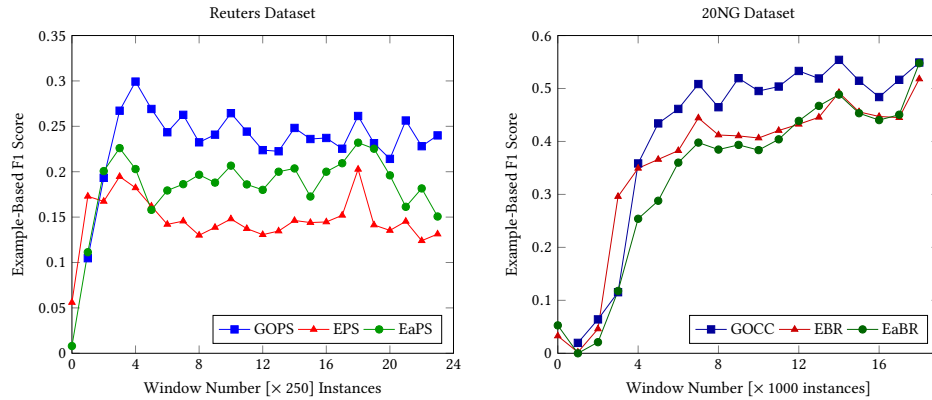 Reuters Dataset
Example-Based F1 Score
0.35
0.3
0.25
0.2
0.15
0.1
0.05
0
GOPS EPS EaPS
0 4 8 12 16 20 24
Window Number [× 250] Instances
20NG Dataset
Example-Based F1 Score
0.6
0.5
0.4
0.3
0.2
0.1
0
GOCC EBR EaBR
0 4 8 12 16
Window Number [× 1000 instances]